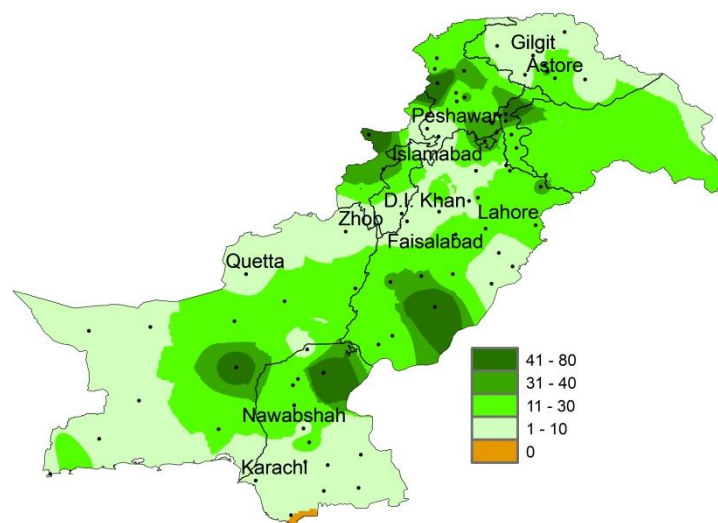 Gilgit
Astore
Peshawar
Islamabad
D.I. Khan
Zhob
Lahore
Faisalabad
Quetta
41 - 80
31 - 40
11 - 30
1 - 10
0
Nawabshah
Karachi